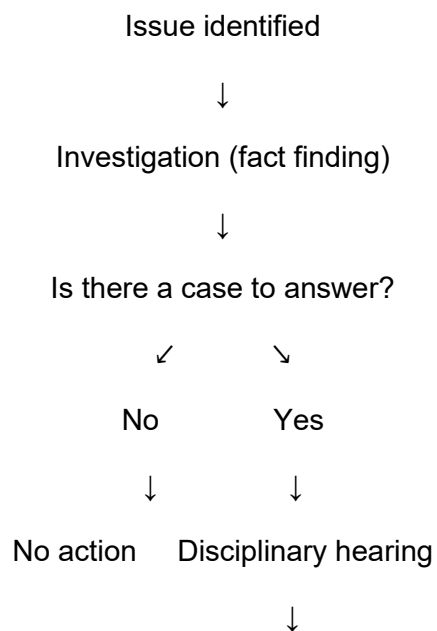 Issue identified
↓
Investigation (fact finding)
↓
Is there a case to answer?
↙ ↘
No Yes
↓ ↓
No action Disciplinary hearing
↓